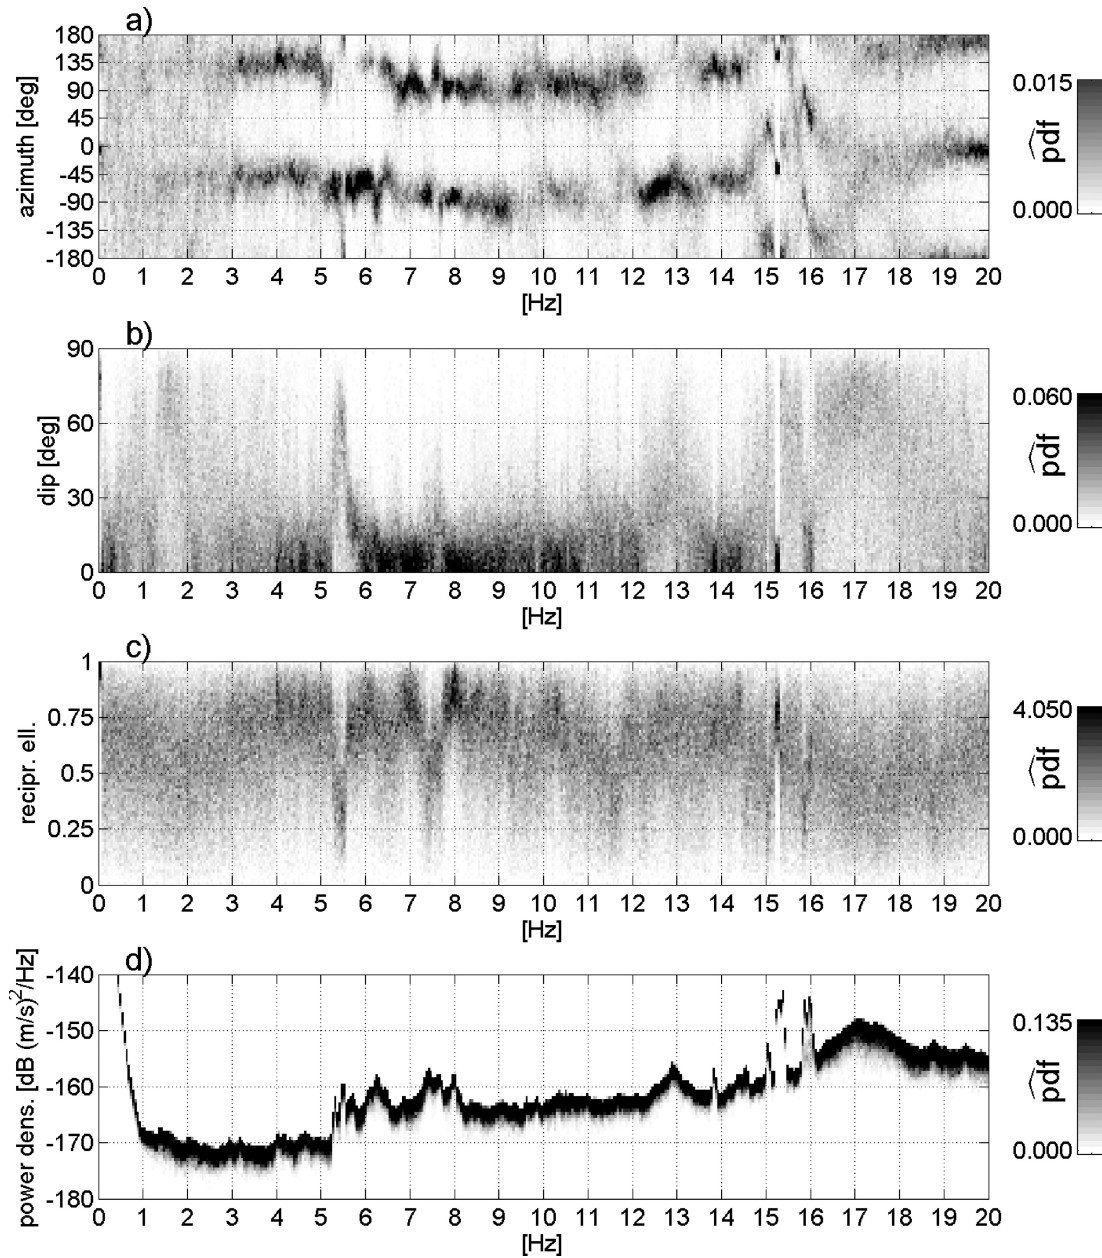 a)
azimuth [deg]
180
135
90
45
0
-45
-90
-135
-180
0 1 2 3 4 5 6 7 8 9 10 11 12 13 14 15 16 17 18 19 20
[Hz]
0.015
p̂df
0.000
b)
dip [deg]
90
60
30
0
0 1 2 3 4 5 6 7 8 9 10 11 12 13 14 15 16 17 18 19 20
[Hz]
0.060
p̂df
0.000
c)
recipr. ell.
1
0.75
0.5
0.25
0
0 1 2 3 4 5 6 7 8 9 10 11 12 13 14 15 16 17 18 19 20
[Hz]
4.050
p̂df
0.000
d)
power dens. [dB (m/s)²/Hz]
-140
-150
-160
-170
-180
0 1 2 3 4 5 6 7 8 9 10 11 12 13 14 15 16 17 18 19 20
[Hz]
0.135
p̂df
0.000